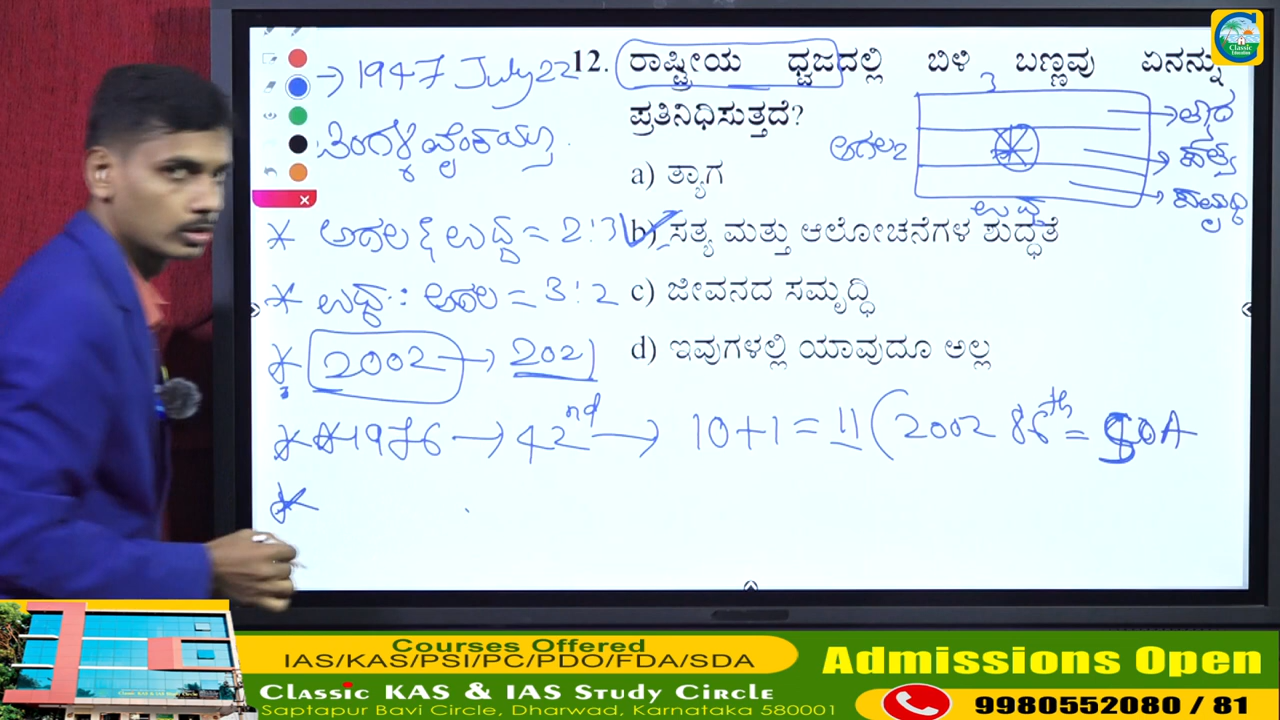 Classic
Education
→ 1947 July 22
ಪಿಂಗಳಿ ವೆಂಕಯ್ಯ
12. ರಾಷ್ಟ್ರೀಯ ಧ್ವಜದಲ್ಲಿ ಬಿಳಿ ಬಣ್ಣವು ಏನನ್ನು
ಪ್ರತಿನಿಧಿಸುತ್ತದೆ?
3
ಅಗಲ 2
ಉದ್ದ
→ ತ್ಯಾಗ
→ ಸತ್ಯ
a) ತ್ಯಾಗ
b) ಸತ್ಯ ಮತ್ತು ಆಲೋಚನೆಗಳ ಶುದ್ಧತೆ
c) ಜೀವನದ ಸಮೃದ್ಧಿ
d) ಇವುಗಳಲ್ಲಿ ಯಾವುದೂ ಅಲ್ಲ
* ಅಗಲ : ಉದ್ದ = 2:3
* ಉದ್ದ : ಅಗಲ = 3:2
* 2002 → 2021
* * 1976 → 42nd → 10+1 = 11 (2002 86th =
*
Courses Offered
IAS/KAS/PSI/PC/PDO/FDA/SDA
Classic KAS & IAS Study Circle
Saptapur Bavi Circle, Dharwad, Karnataka 580001
Admissions Open
9980552080 / 81